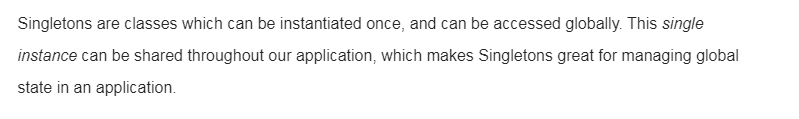 Singletons are classes which can be instantiated once, and can be accessed globally. This single
instance can be shared throughout our application, which makes Singletons great for managing global
state in an application.